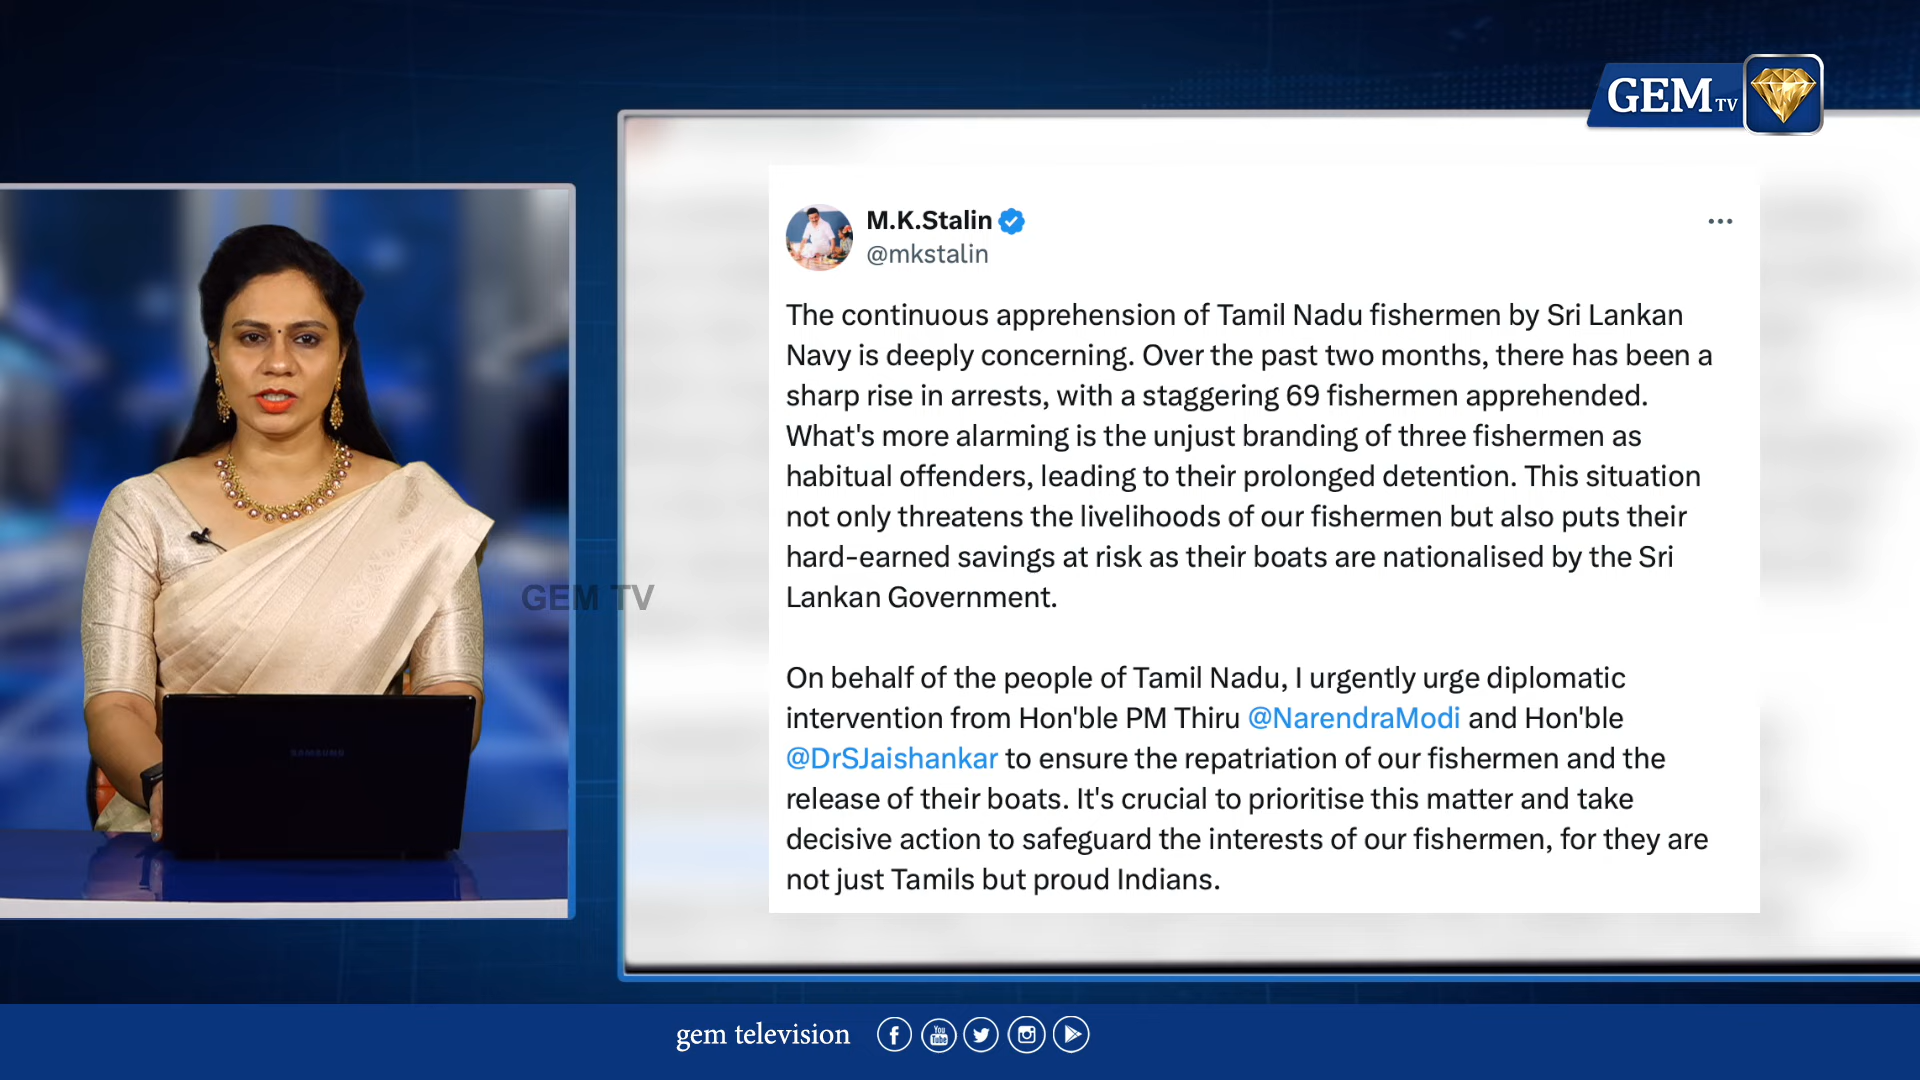 GEM TV
M.K.Stalin
@mkstalin
The continuous apprehension of Tamil Nadu fishermen by Sri Lankan
Navy is deeply concerning. Over the past two months, there has been a
sharp rise in arrests, with a staggering 69 fishermen apprehended.
What's more alarming is the unjust branding of three fishermen as
habitual offenders, leading to their prolonged detention. This situation
not only threatens the livelihoods of our fishermen but also puts their
hard-earned savings at risk as their boats are nationalised by the Sri
Lankan Government.
On behalf of the people of Tamil Nadu, I urgently urge diplomatic
intervention from Hon'ble PM Thiru @NarendraModi and Hon'ble
@DrSJaishankar to ensure the repatriation of our fishermen and the
release of their boats. It's crucial to prioritise this matter and take
decisive action to safeguard the interests of our fishermen, for they are
not just Tamils but proud Indians.
GEM TV
SAMSUNG
gem television
You
Tube